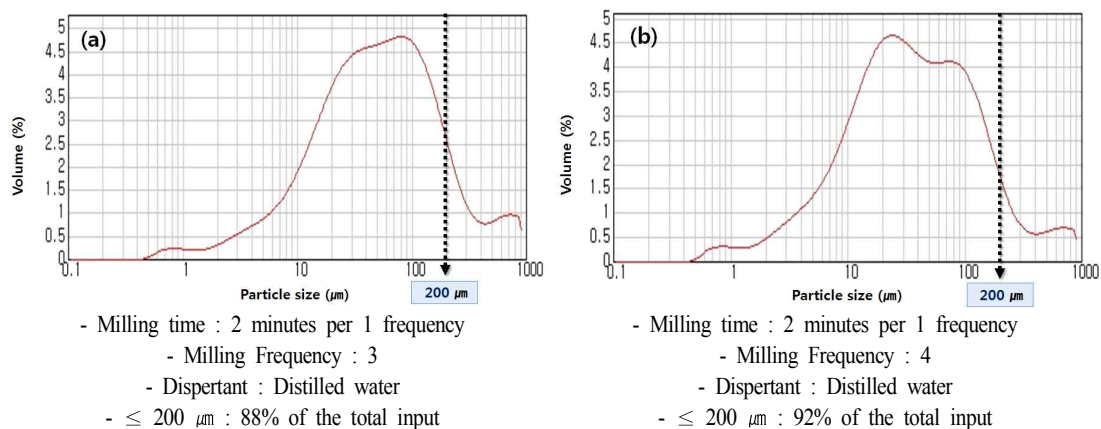 (a)
5
4.5
4
3.5
3
2.5
2
1.5
1
0.5
0
0.1
1
10
100
1000
Volume (%)
Particle size (㎛)
200 ㎛
- Milling time : 2 minutes per 1 frequency
- Milling Frequency : 3
- Dispertant : Distilled water
- ≤ 200 ㎛ : 88% of the total input
(b)
5
4.5
4
3.5
3
2.5
2
1.5
1
0.5
0
0.1
1
10
100
1000
Volume (%)
Particle size (㎛)
200 ㎛
- Milling time : 2 minutes per 1 frequency
- Milling Frequency : 4
- Dispertant : Distilled water
- ≤ 200 ㎛ : 92% of the total input